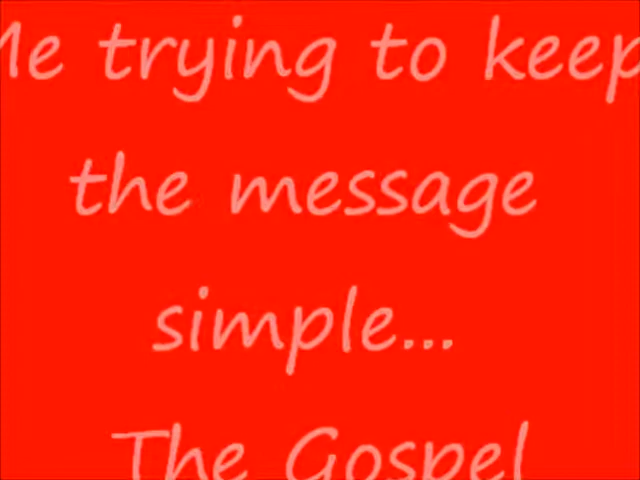 Me trying to keep
the message
simple...
The Gospel